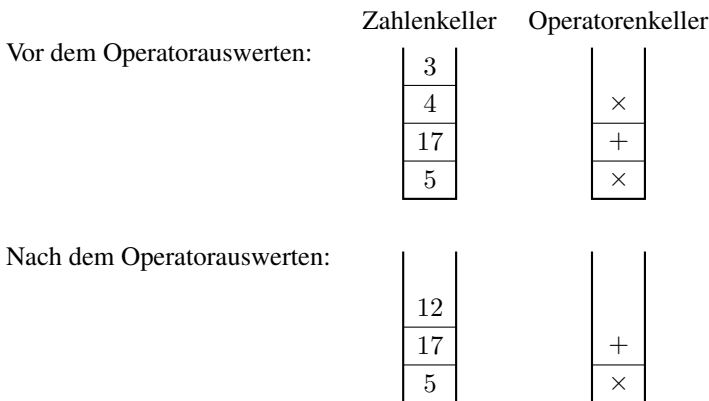 Zahlenkeller Operatorenkeller
Vor dem Operatorauswerten:
3
4 ×
17 +
5 ×
Nach dem Operatorauswerten:
12
17 +
5 ×